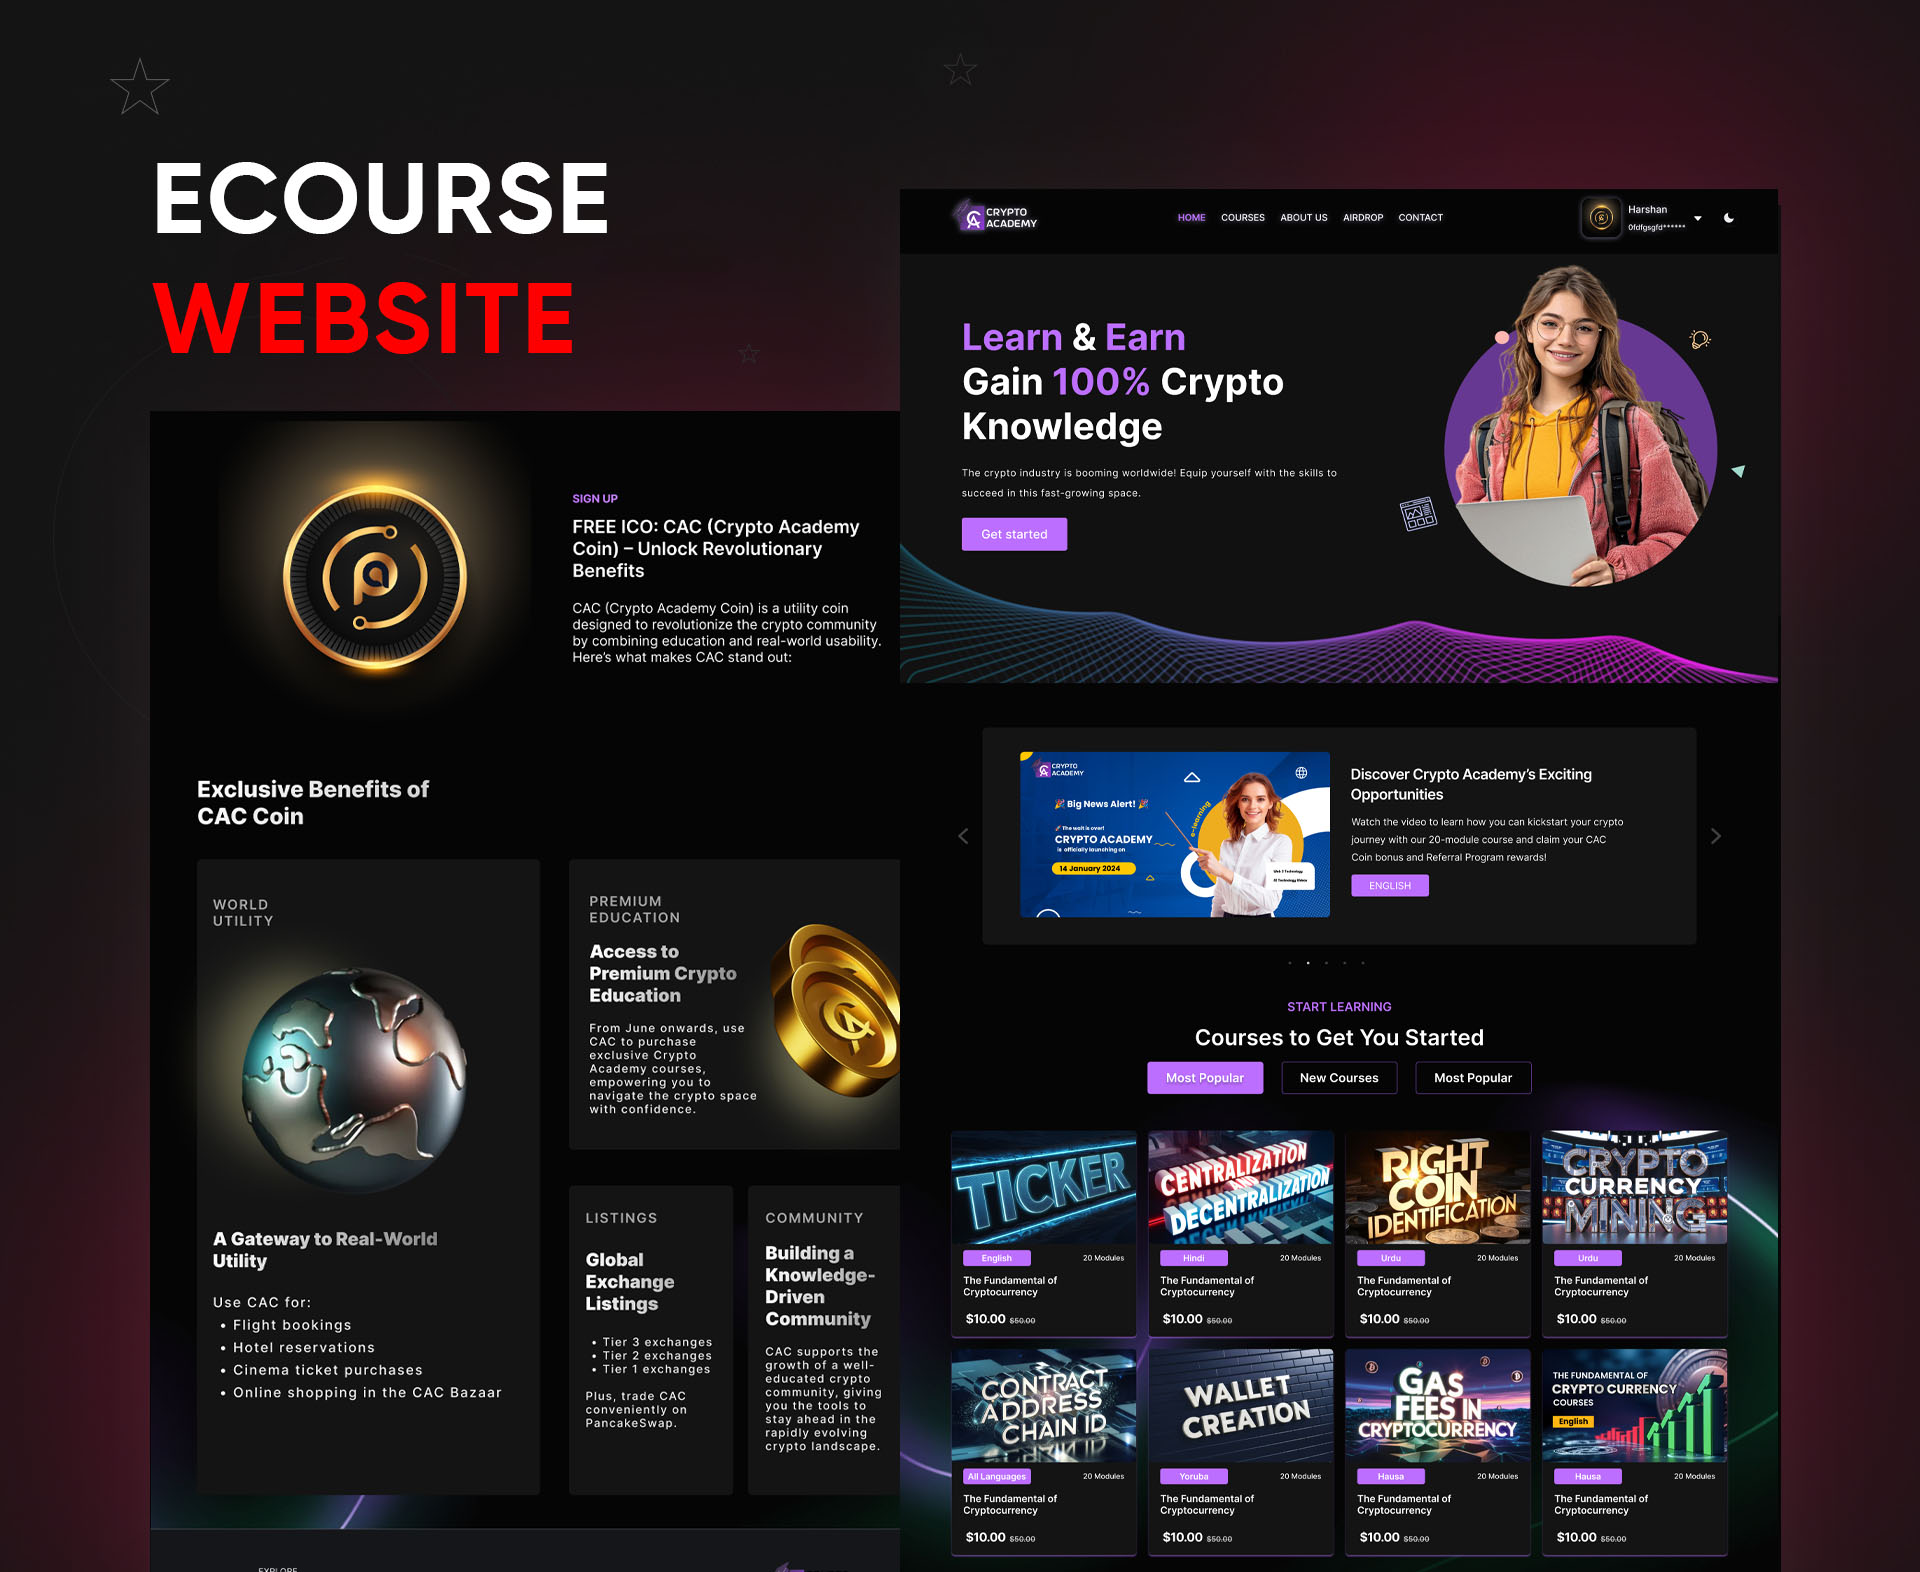 ECOURSE
WEBSITE
SIGN UP
FREE ICO: CAC (Crypto Academy
Coin) – Unlock Revolutionary
Benefits
CAC (Crypto Academy Coin) is a utility coin
designed to revolutionize the crypto community
by combining education and real-world usability.
Here's what makes CAC stand out:
Exclusive Benefits of
CAC Coin
WORLD
UTILITY
A Gateway to Real-World
Utility
Use CAC for:
• Flight bookings
• Hotel reservations
• Cinema ticket purchases
• Online shopping in the CAC Bazaar
PREMIUM
EDUCATION
Access to
Premium Crypto
Education
From June onwards, use
CAC to purchase
exclusive Crypto
Academy courses,
empowering you to
navigate the crypto space
with confidence.
LISTINGS
Global
Exchange
Listings
• Tier 3 exchanges
• Tier 2 exchanges
• Tier 1 exchanges
Plus, trade CAC
conveniently on
PancakeSwap.
COMMUNITY
Building a
Knowledge-
Driven
Community
CAC supports the
growth of a well-
educated crypto
community, giving
you the tools to
stay ahead in the
rapidly evolving
crypto landscape.
EXPLORE
CRYPTO
ACADEMY
HOME COURSES ABOUT US AIRDROP CONTACT
Harshan
0fdfgsgfd******
Learn & Earn
Gain 100% Crypto
Knowledge
The crypto industry is booming worldwide! Equip yourself with the skills to
succeed in this fast-growing space.
Get started
CRYPTO
ACADEMY
🎉 Big News Alert! 🎉
🚀 The wait is over!
CRYPTO ACADEMY
is officially launching on
14 January 2024
e-learning
Web 3 Technology
Discover Crypto Academy's Exciting
Opportunities
Watch the video to learn how you can kickstart your crypto
journey with our 20-module course and claim your CAC
Coin bonus and Referral Program rewards!
ENGLISH
START LEARNING
Courses to Get You Started
Most Popular New Courses Most Popular
TICKER
English 20 Modules
The Fundamental of
Cryptocurrency
$10.00 $50.00
CENTRALIZATION
DECENTRALIZATION
Hindi 20 Modules
The Fundamental of
Cryptocurrency
$10.00 $50.00
RIGHT
COIN
IDENTIFICATION
Urdu 20 Modules
The Fundamental of
Cryptocurrency
$10.00 $50.00
CRYPTO
CURRENCY
MINING
Urdu 20 Modules
The Fundamental of
Cryptocurrency
$10.00 $50.00
CONTRACT
ADDRESS
CHAIN ID
All Languages 20 Modules
The Fundamental of
Cryptocurrency
$10.00 $50.00
WALLET
CREATION
Yoruba 20 Modules
The Fundamental of
Cryptocurrency
$10.00 $50.00
GAS
FEES IN
CRYPTOCURRENCY
Hausa 20 Modules
The Fundamental of
Cryptocurrency
$10.00 $50.00
THE FUNDAMENTAL OF
CRYPTO CURRENCY
COURSES
English
Hausa 20 Modules
The Fundamental of
Cryptocurrency
$10.00 $50.00